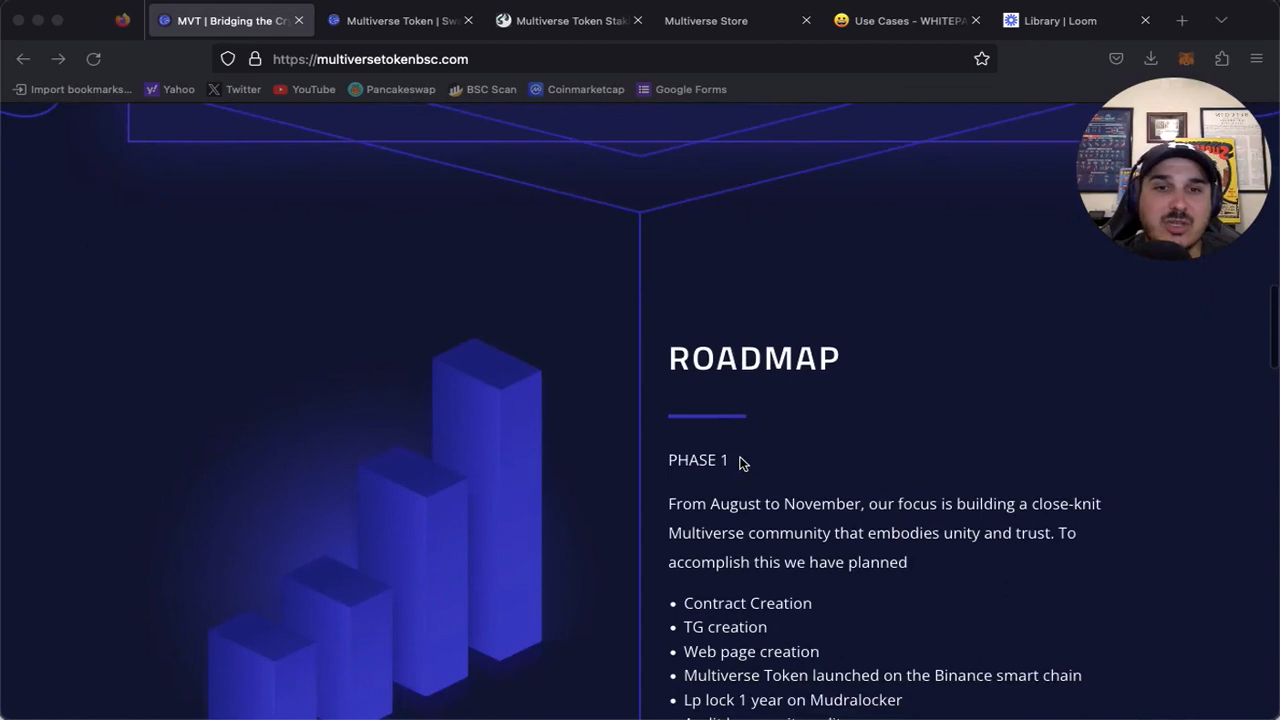 MVT | Bridging the Cry
Multiverse Token | Swa
Multiverse Token Stak
Multiverse Store
Use Cases - WHITEPA
Library | Loom
https://multiversetokenbsc.com
Import bookmarks...
Yahoo
Twitter
YouTube
Pancakeswap
BSC Scan
Coinmarketcap
Google Forms
ROADMAP
PHASE 1
From August to November, our focus is building a close-knit
Multiverse community that embodies unity and trust. To
accomplish this we have planned
• Contract Creation
• TG creation
• Web page creation
• Multiverse Token launched on the Binance smart chain
• Lp lock 1 year on Mudralocker